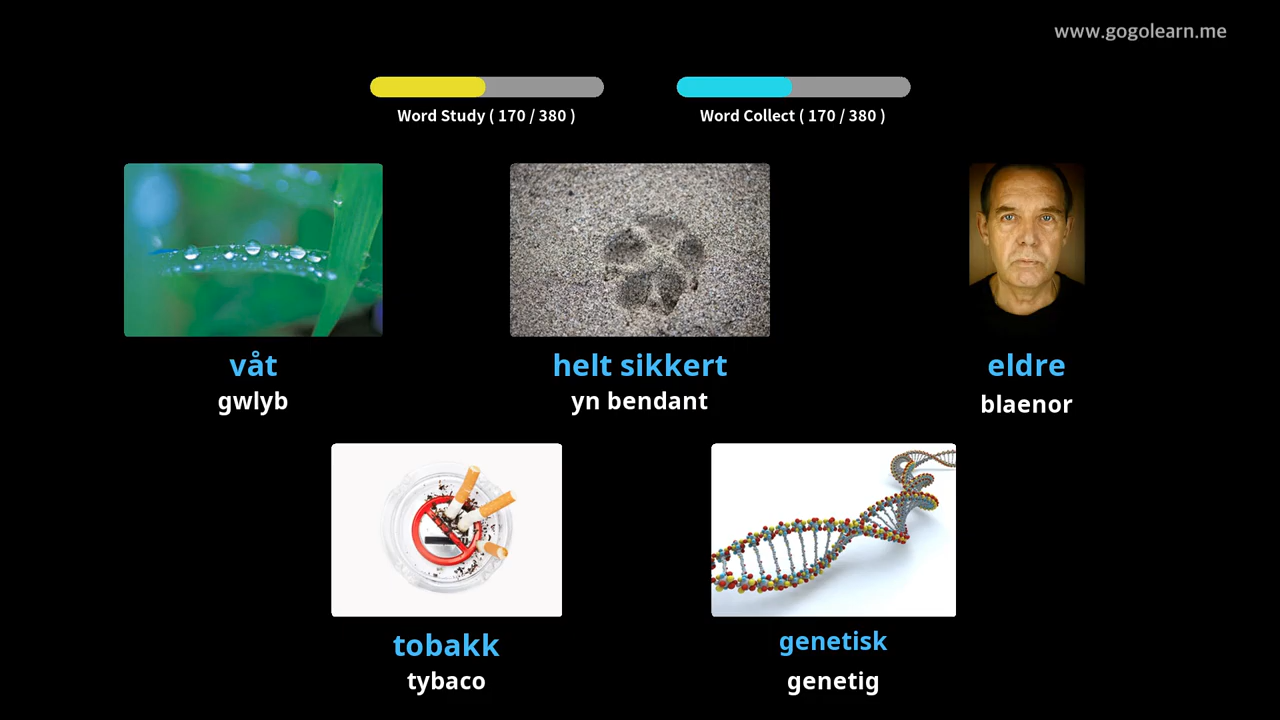 www.gogolearn.me
Word Study ( 170 / 380 )
Word Collect ( 170 / 380 )
våt
gwlyb
helt sikkert
yn bendant
eldre
blaenor
tobakk
tybaco
genetisk
genetig